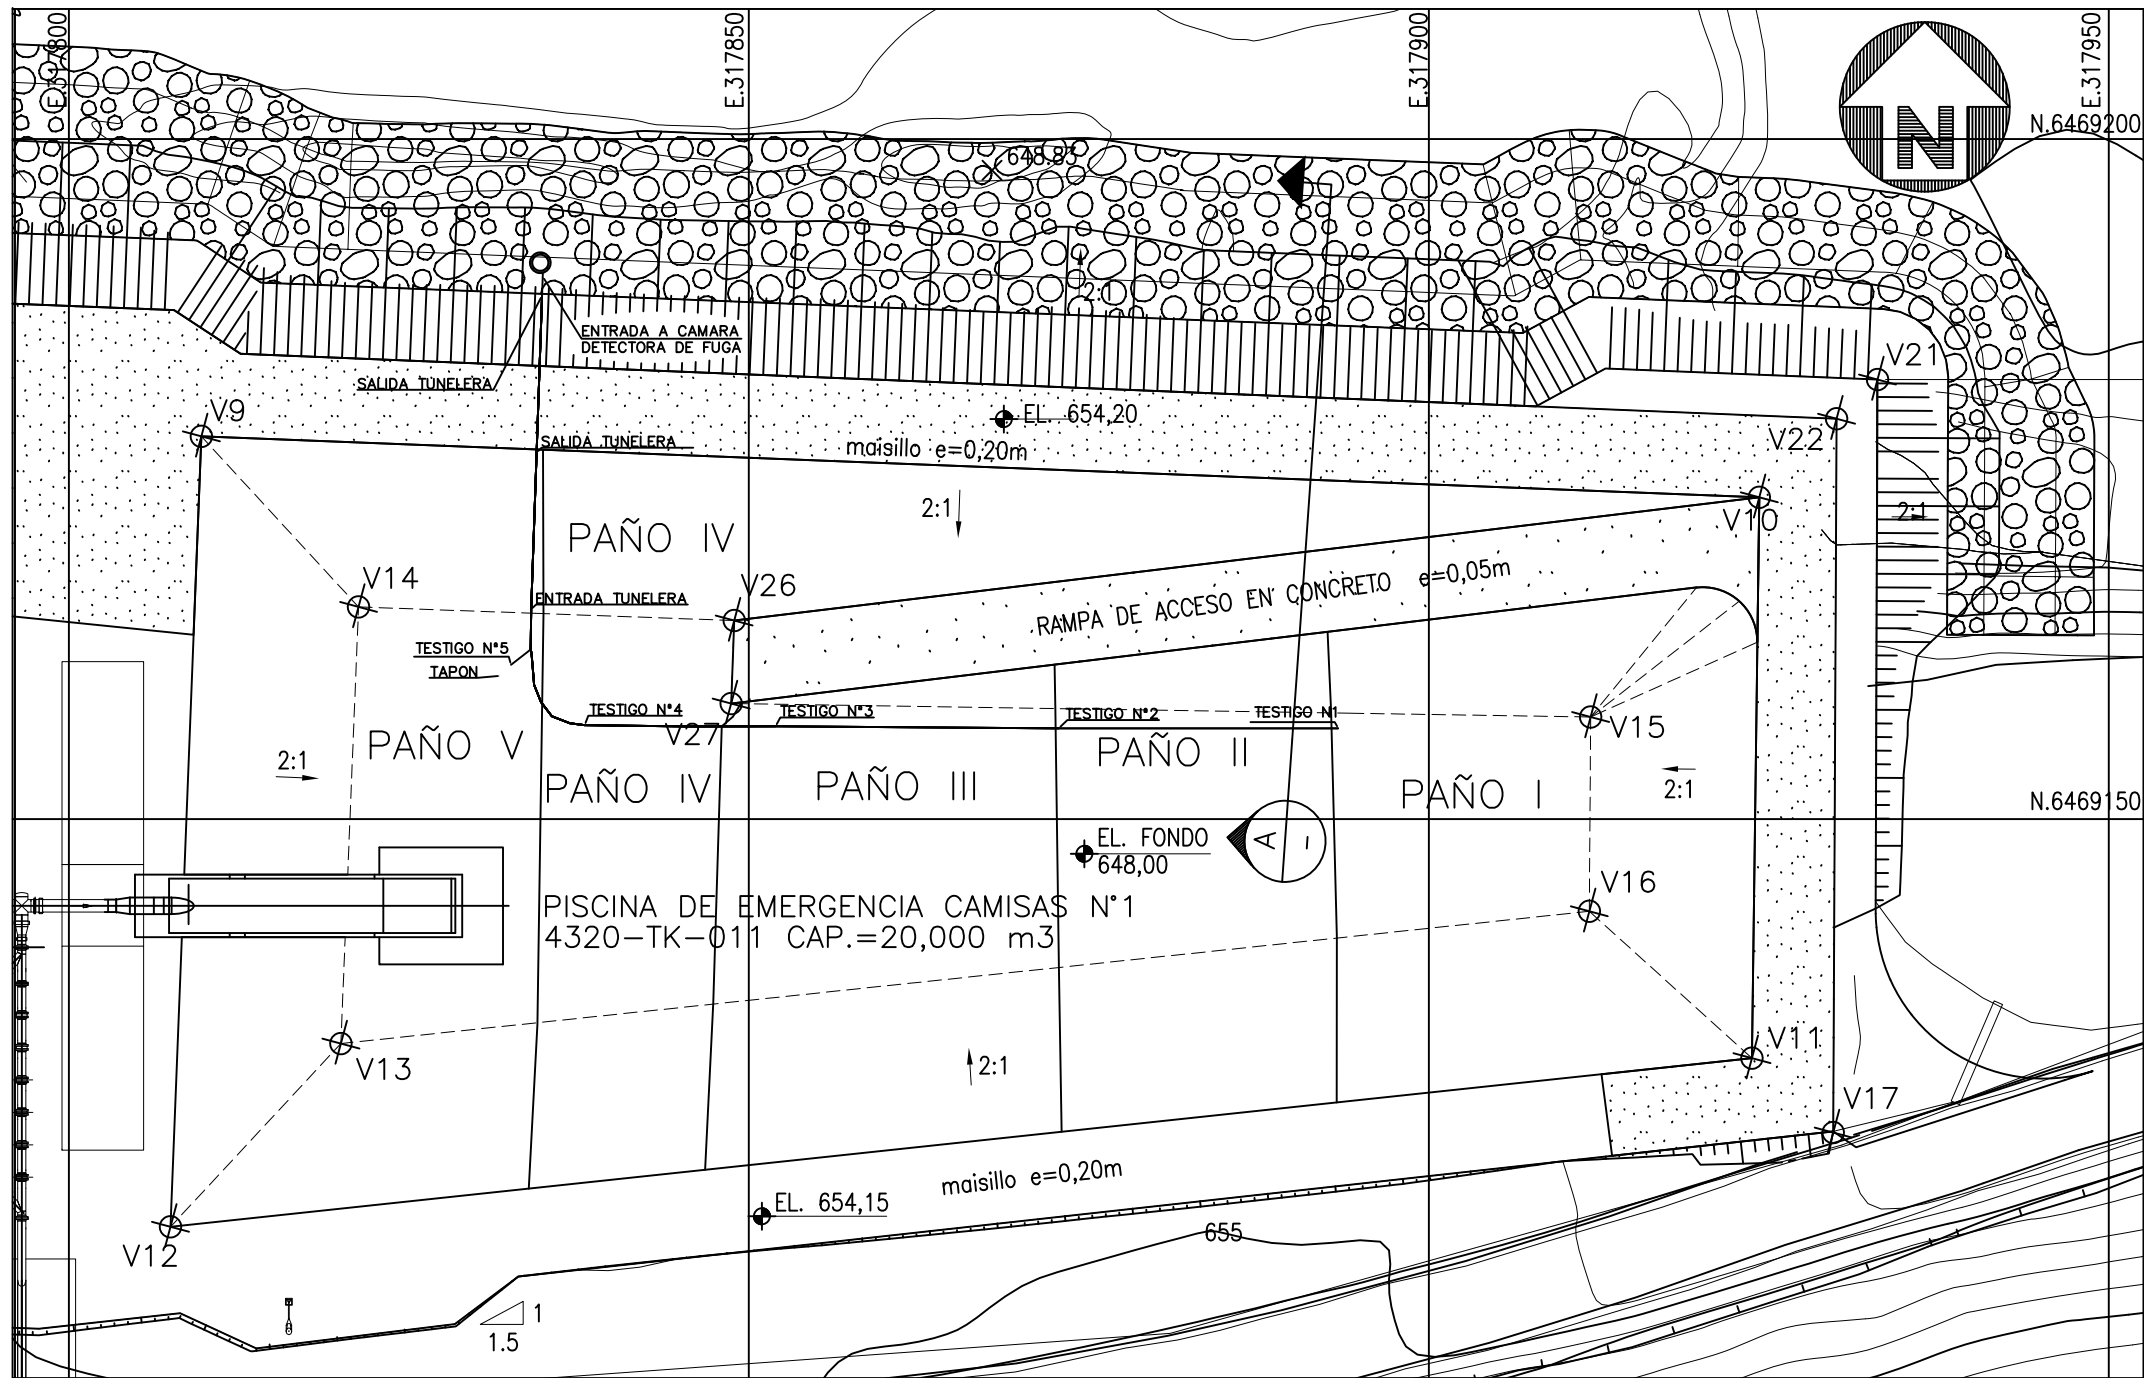 E.317800
E.317850
E.317900
E.317950
N.6469200
N
648.83
2:1
ENTRADA A CAMARA
DETECTORA DE FUGA
SALIDA TUNELERA
V21
V9
EL. 654,20
V22
SALIDA TUNELERA
maisillo e=0,20m
2:1
V10
2:1
PAÑO IV
V14
V26
ENTRADA TUNELERA
RAMPA DE ACCESO EN CONCRETO e=0,05m
TESTIGO N°5
TAPON
TESTIGO N°4
TESTIGO N°3
TESTIGO N°2
TESTIGO N1
V27
V15
PAÑO V
PAÑO II
2:1
PAÑO IV
PAÑO III
PAÑO I
2:1
N.6469150
EL. FONDO
648,00
A
–
V16
PISCINA DE EMERGENCIA CAMISAS N°1
4320-TK-011 CAP.=20,000 m3
V13
2:1
V11
V17
maisillo e=0,20m
EL. 654,15
V12
655
1
1.5